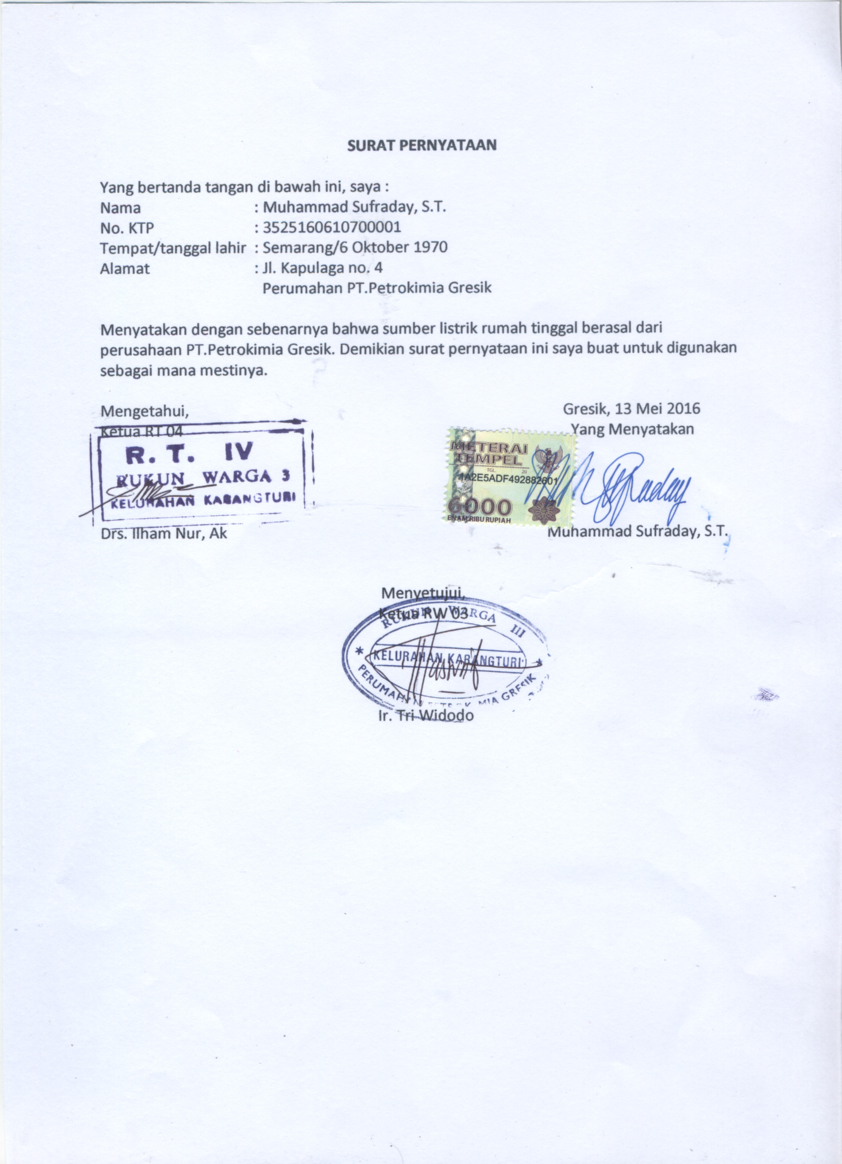 SURAT PERNYATAAN
Yang bertanda tangan di bawah ini, saya :
Nama : Muhammad Sufraday, S.T.
No. KTP : 3525160610700001
Tempat/tanggal lahir : Semarang/6 Oktober 1970
Alamat : Jl. Kapulaga no. 4
Perumahan PT.Petrokimia Gresik
Menyatakan dengan sebenarnya bahwa sumber listrik rumah tinggal berasal dari
perusahaan PT.Petrokimia Gresik. Demikian surat pernyataan ini saya buat untuk digunakan
sebagai mana mestinya.
Mengetahui,
Ketua RT 04
R. T. IV
RUKUN WARGA 3
KELURAHAN KARANGTURI
Drs. Ilham Nur, Ak
Gresik, 13 Mei 2016
Yang Menyatakan
METERAI
TEMPEL
6000
ENAM RIBU RUPIAH
Muhammad Sufraday, S.T.
Menyetujui,
Ketua RW 03
RUKUN WARGA III
KELURAHAN KARANGTURI
GRESIK
Ir. Tri Widodo